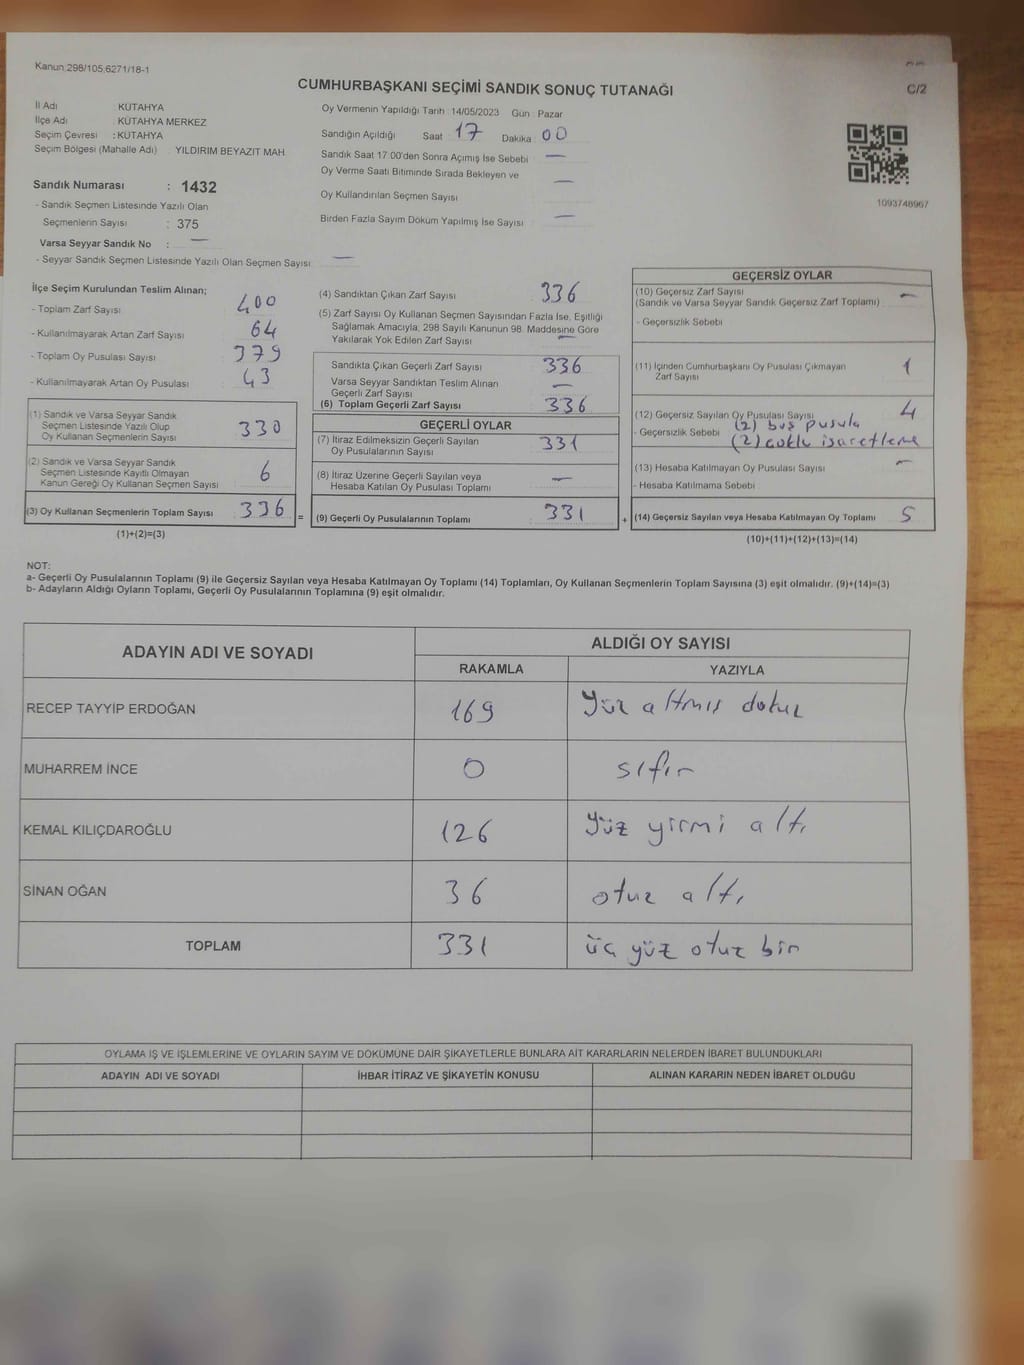 Kanun:298/105,6271/18-1
CUMHURBAŞKANI SEÇİMİ SANDIK SONUÇ TUTANAĞI
C/2
İl Adı : KÜTAHYA
İlçe Adı : KÜTAHYA MERKEZ
Seçim Çevresi : KÜTAHYA
Seçim Bölgesi (Mahalle Adı) : YILDIRIM BEYAZIT MAH.
Sandık Numarası : 1432
- Sandık Seçmen Listesinde Yazılı Olan
Seçmenlerin Sayısı : 375
Varsa Seyyar Sandık No : —
- Seyyar Sandık Seçmen Listesinde Yazılı Olan Seçmen Sayısı : —
Oy Vermenin Yapıldığı Tarih : 14/05/2023 Gün : Pazar
Sandığın Açıldığı Saat 17 Dakika 00
Sandık Saat 17:00'den Sonra Açılmış İse Sebebi —
Oy Verme Saati Bitiminde Sırada Bekleyen ve
Oy Kullandırılan Seçmen Sayısı —
Birden Fazla Sayım Döküm Yapılmış İse Sayısı —
1093746967
İlçe Seçim Kurulundan Teslim Alınan;
- Toplam Zarf Sayısı 400
- Kullanılmayarak Artan Zarf Sayısı 64
- Toplam Oy Pusulası Sayısı 379
- Kullanılmayarak Artan Oy Pusulası 43
(1) Sandık ve Varsa Seyyar Sandık
Seçmen Listesinde Yazılı Olup
Oy Kullanan Seçmenlerin Sayısı 330
(2) Sandık ve Varsa Seyyar Sandık
Seçmen Listesinde Kayıtlı Olmayan
Kanun Gereği Oy Kullanan Seçmen Sayısı 6
(3) Oy Kullanan Seçmenlerin Toplam Sayısı 336 =
(1)+(2)=(3)
(4) Sandıktan Çıkan Zarf Sayısı 336
(5) Zarf Sayısı Oy Kullanan Seçmen Sayısından Fazla İse, Eşitliği
Sağlamak Amacıyla, 298 Sayılı Kanunun 98. Maddesine Göre
Yakılarak Yok Edilen Zarf Sayısı —
Sandıkta Çıkan Geçerli Zarf Sayısı 336
Varsa Seyyar Sandıktan Teslim Alınan
Geçerli Zarf Sayısı —
(6) Toplam Geçerli Zarf Sayısı 336
GEÇERLİ OYLAR
(7) İtiraz Edilmeksizin Geçerli Sayılan
Oy Pusulalarının Sayısı 331
(8) İtiraz Üzerine Geçerli Sayılan veya
Hesaba Katılan Oy Pusulası Toplamı —
(9) Geçerli Oy Pusulalarının Toplamı 331 +
GEÇERSİZ OYLAR
(10) Geçersiz Zarf Sayısı
(Sandık ve Varsa Seyyar Sandık Geçersiz Zarf Toplamı) —
- Geçersizlik Sebebi
(11) İçinden Cumhurbaşkanı Oy Pusulası Çıkmayan
Zarf Sayısı 1
(12) Geçersiz Sayılan Oy Pusulası Sayısı 4
- Geçersizlik Sebebi (2) boş pusula
(2) çoklu işaretleme
(13) Hesaba Katılmayan Oy Pusulası Sayısı —
- Hesaba Katılmama Sebebi
(14) Geçersiz Sayılan veya Hesaba Katılmayan Oy Toplamı 5
(10)+(11)+(12)+(13)=(14)
NOT:
a- Geçerli Oy Pusulalarının Toplamı (9) ile Geçersiz Sayılan veya Hesaba Katılmayan Oy Toplamı (14) Toplamları, Oy Kullanan Seçmenlerin Toplam Sayısına (3) eşit olmalıdır. (9)+(14)=(3)
b- Adayların Aldığı Oyların Toplamı, Geçerli Oy Pusulalarının Toplamına (9) eşit olmalıdır.
ADAYIN ADI VE SOYADI ALDIĞI OY SAYISI
RAKAMLA YAZIYLA
RECEP TAYYİP ERDOĞAN 169 Yüz altmış dokuz
MUHARREM İNCE 0 sıfır
KEMAL KILIÇDAROĞLU 126 Yüz yirmi altı
SİNAN OĞAN 36 otuz altı
TOPLAM 331 üç yüz otuz bir
OYLAMA İŞ VE İŞLEMLERİNE VE OYLARIN SAYIM VE DÖKÜMÜNE DAİR ŞİKAYETLERLE BUNLARA AİT KARARLARIN NELERDEN İBARET BULUNDUKLARI
ADAYIN ADI VE SOYADI İHBAR İTİRAZ VE ŞİKAYETİN KONUSU ALINAN KARARIN NEDEN İBARET OLDUĞU